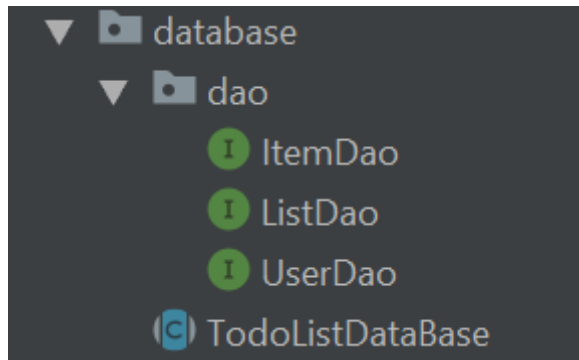 database
dao
I ItemDao
I ListDao
I UserDao
C TodoListDataBase